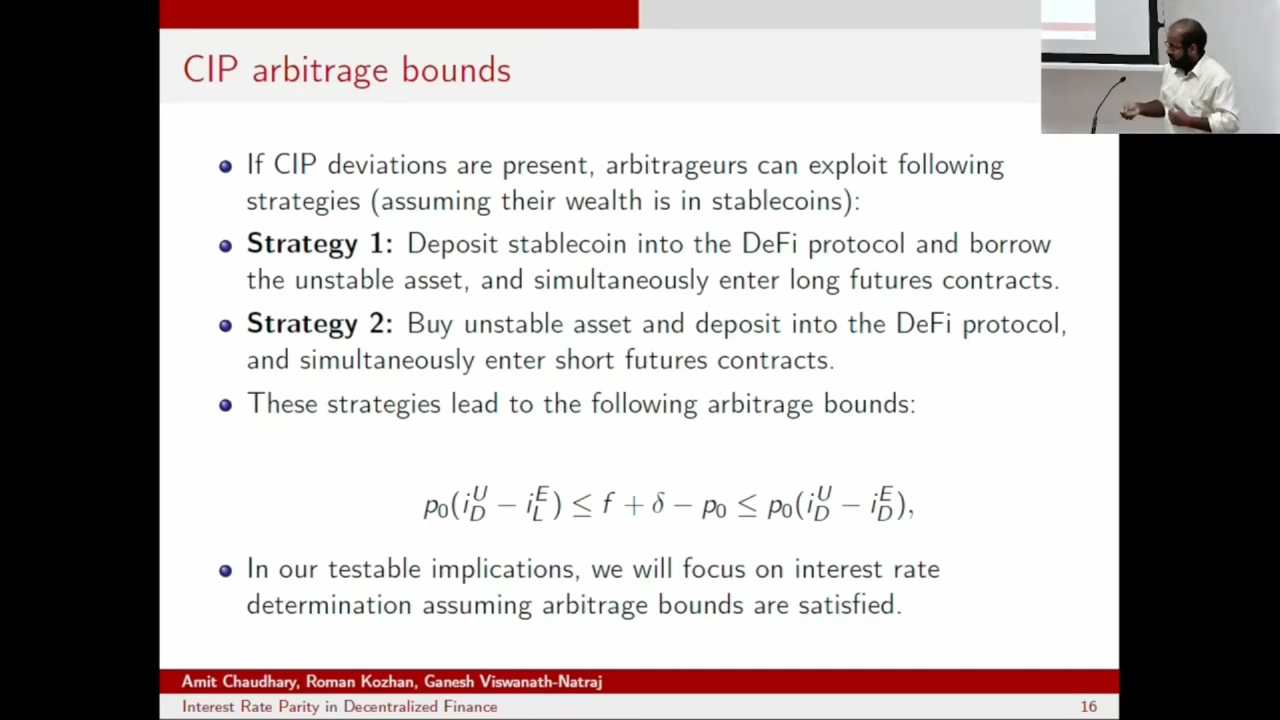 CIP arbitrage bounds
If CIP deviations are present, arbitrageurs can exploit following
strategies (assuming their wealth is in stablecoins):
Strategy 1: Deposit stablecoin into the DeFi protocol and borrow
the unstable asset, and simultaneously enter long futures contracts.
Strategy 2: Buy unstable asset and deposit into the DeFi protocol,
and simultaneously enter short futures contracts.
These strategies lead to the following arbitrage bounds:
p₀(i_D^U − i_L^E) ≤ f + δ − p₀ ≤ p₀(i_D^U − i_D^E),
In our testable implications, we will focus on interest rate
determination assuming arbitrage bounds are satisfied.
Amit Chaudhary, Roman Kozhan, Ganesh Viswanath-Natraj
Interest Rate Parity in Decentralized Finance 16